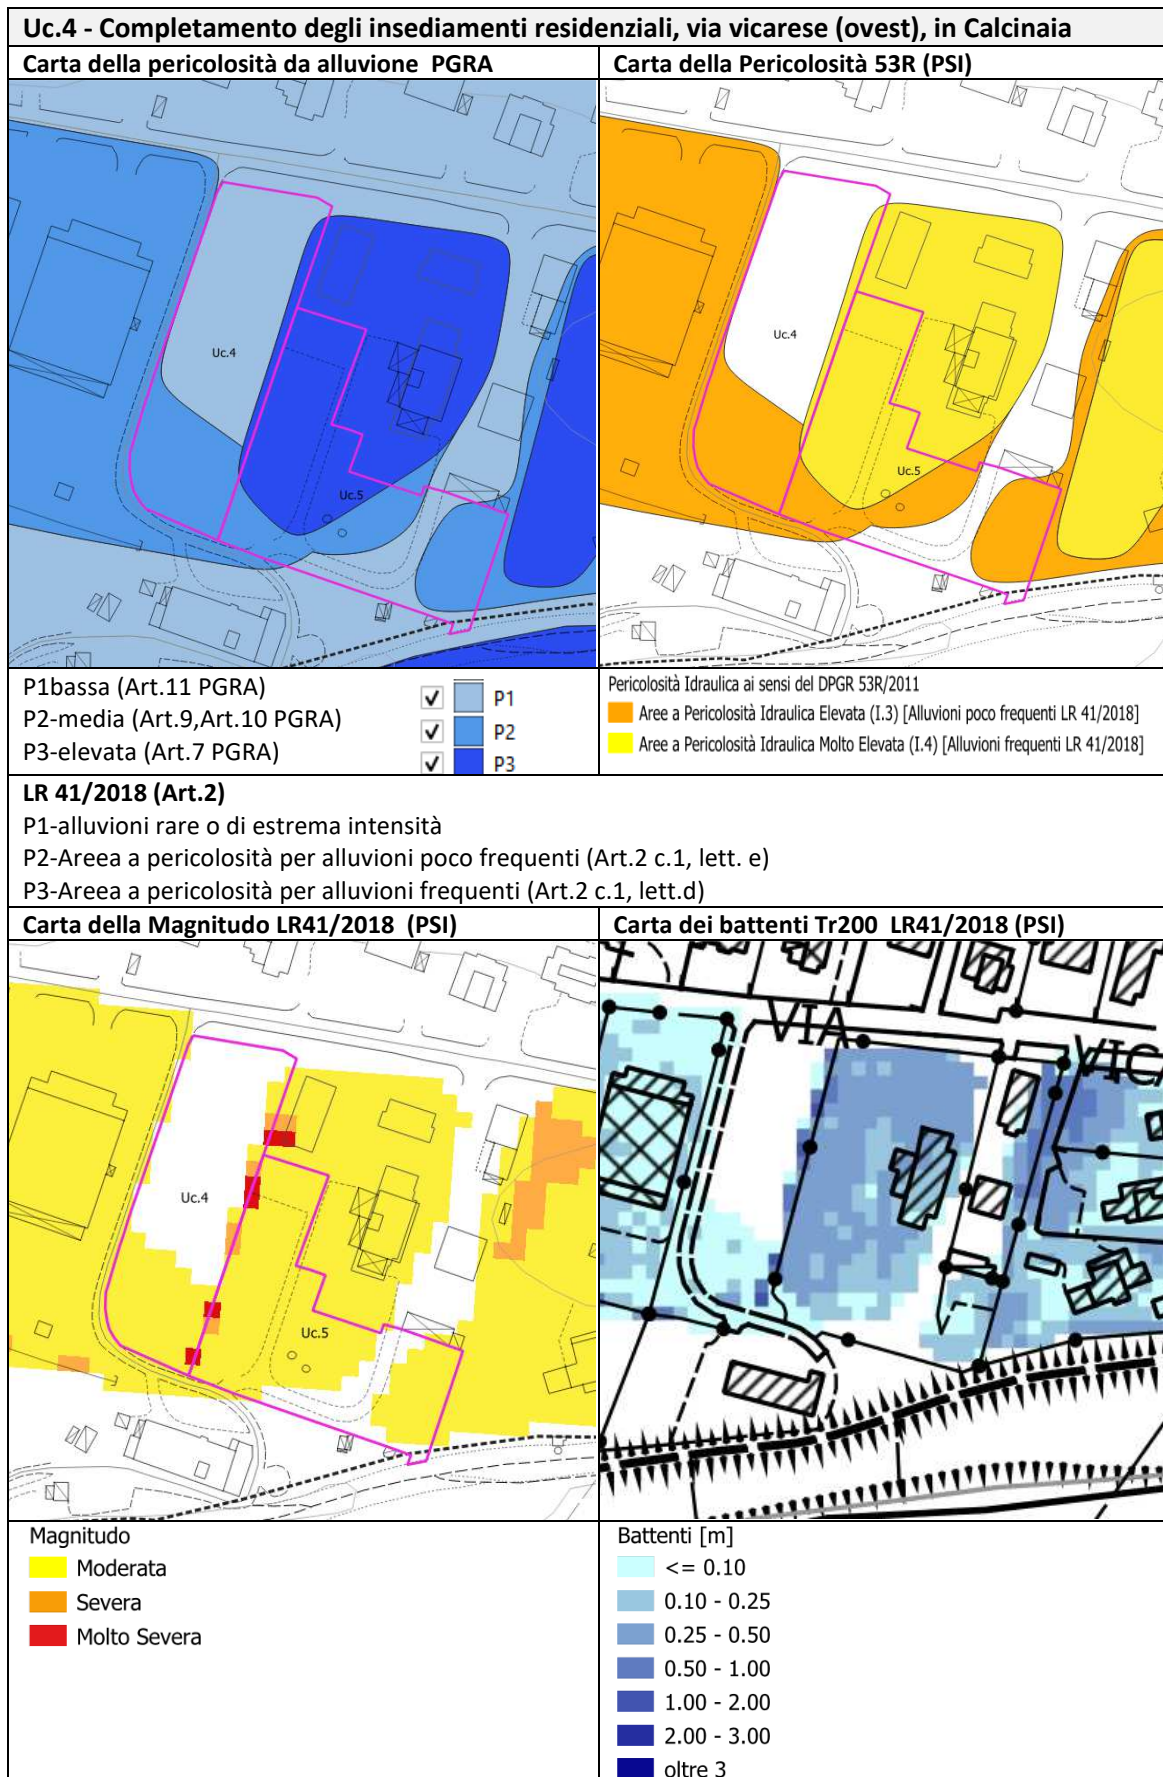 Uc.4 - Completamento degli insediamenti residenziali, via vicarese (ovest), in Calcinaia
Carta della pericolosità da alluvione PGRA
Carta della Pericolosità 53R (PSI)
Uc.4
Uc.5
Uc.4
Uc.5
P1bassa (Art.11 PGRA)
P2-media (Art.9,Art.10 PGRA)
P3-elevata (Art.7 PGRA)
P1
P2
P3
Pericolosità Idraulica ai sensi del DPGR 53R/2011
Aree a Pericolosità Idraulica Elevata (I.3) [Alluvioni poco frequenti LR 41/2018]
Aree a Pericolosità Idraulica Molto Elevata (I.4) [Alluvioni frequenti LR 41/2018]
LR 41/2018 (Art.2)
P1-alluvioni rare o di estrema intensità
P2-Areea a pericolosità per alluvioni poco frequenti (Art.2 c.1, lett. e)
P3-Areea a pericolosità per alluvioni frequenti (Art.2 c.1, lett.d)
Carta della Magnitudo LR41/2018 (PSI)
Carta dei battenti Tr200 LR41/2018 (PSI)
Uc.4
Uc.5
VIA
VICA
Magnitudo
Moderata
Severa
Molto Severa
Battenti [m]
<= 0.10
0.10 - 0.25
0.25 - 0.50
0.50 - 1.00
1.00 - 2.00
2.00 - 3.00
oltre 3